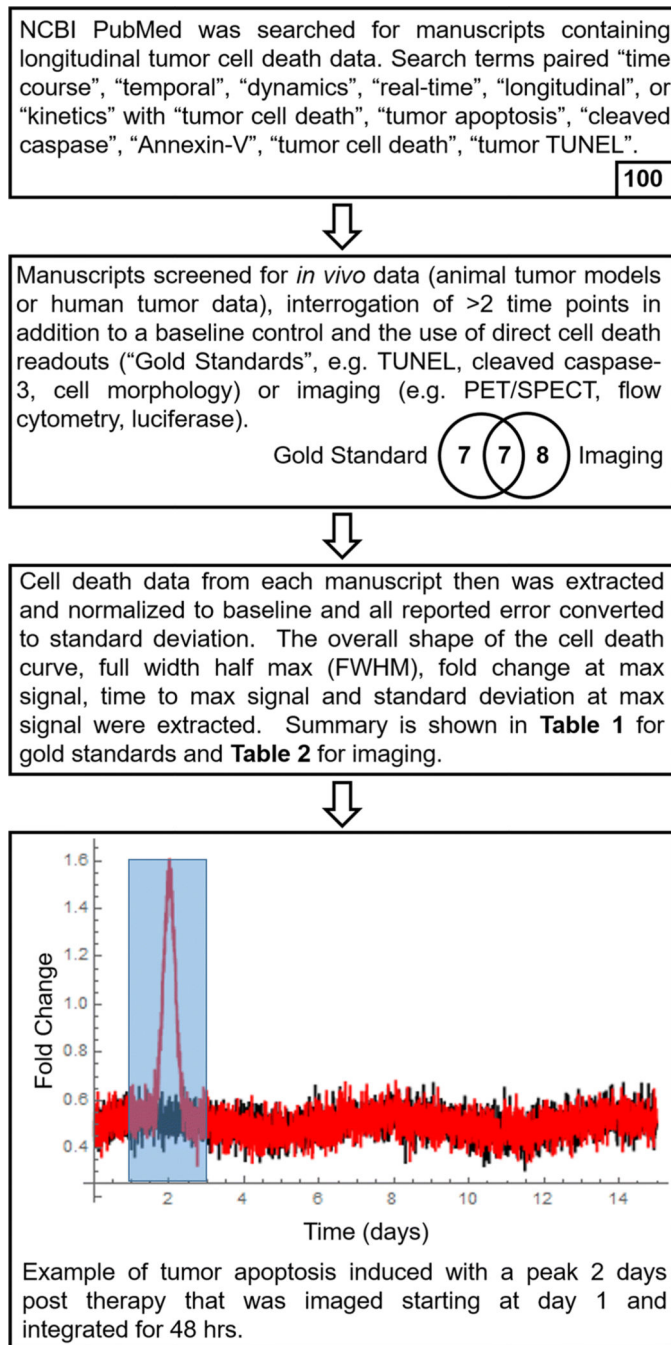 NCBI PubMed was searched for manuscripts containing
longitudinal tumor cell death data. Search terms paired “time
course”, “temporal”, “dynamics”, “real-time”, “longitudinal”, or
“kinetics” with “tumor cell death”, “tumor apoptosis”, “cleaved
caspase”, “Annexin-V”, “tumor cell death”, “tumor TUNEL”.
100
Manuscripts screened for in vivo data (animal tumor models
or human tumor data), interrogation of >2 time points in
addition to a baseline control and the use of direct cell death
readouts (“Gold Standards”, e.g. TUNEL, cleaved caspase-
3, cell morphology) or imaging (e.g. PET/SPECT, flow
cytometry, luciferase).
Gold Standard 7 7 8 Imaging
Cell death data from each manuscript then was extracted
and normalized to baseline and all reported error converted
to standard deviation. The overall shape of the cell death
curve, full width half max (FWHM), fold change at max
signal, time to max signal and standard deviation at max
signal were extracted. Summary is shown in Table 1 for
gold standards and Table 2 for imaging.
Fold Change
1.6
1.4
1.2
1.0
0.8
0.6
0.4
2 4 6 8 10 12 14
Time (days)
Example of tumor apoptosis induced with a peak 2 days
post therapy that was imaged starting at day 1 and
integrated for 48 hrs.